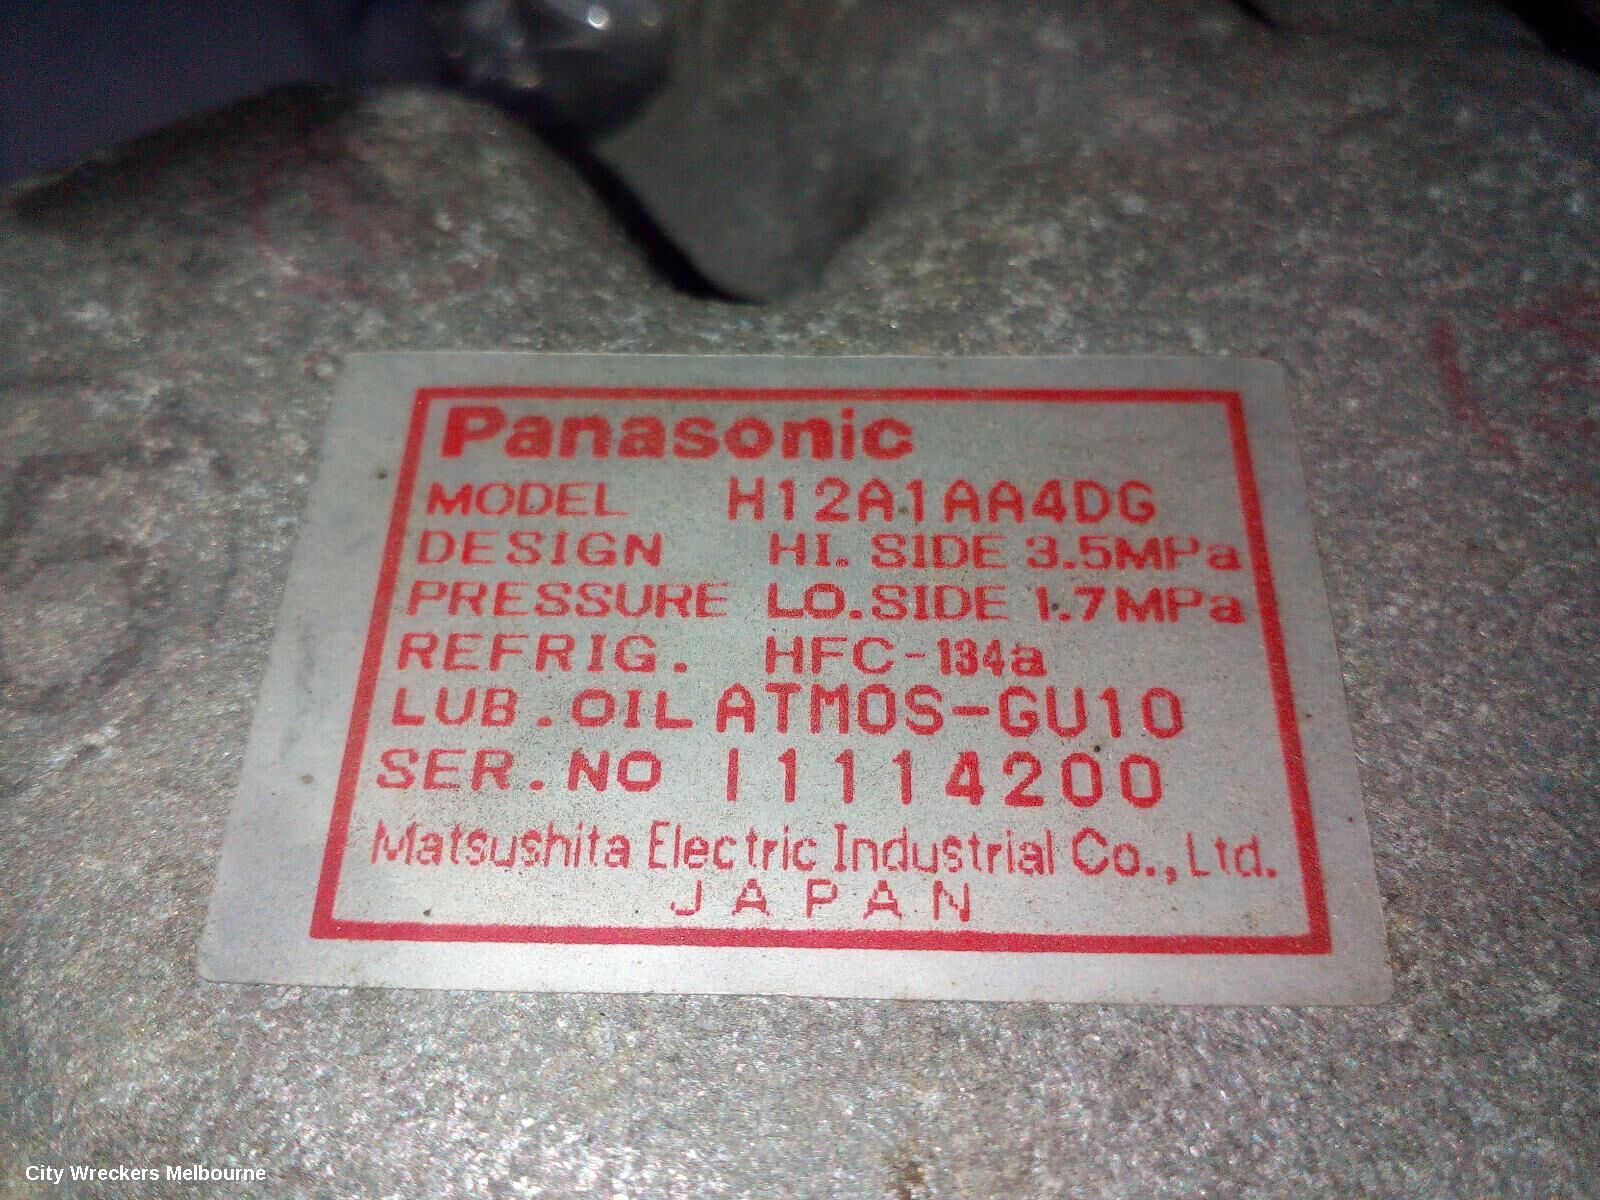 Panasonic
MODEL H12A1AA4DG
DESIGN HI. SIDE 3.5MPa
PRESSURE LO.SIDE 1.7MPa
REFRIG. HFC-134a
LUB.OIL ATMOS-GU10
SER.NO I1114200
Matsushita Electric Industrial Co., Ltd.
JAPAN
City Wreckers Melbourne